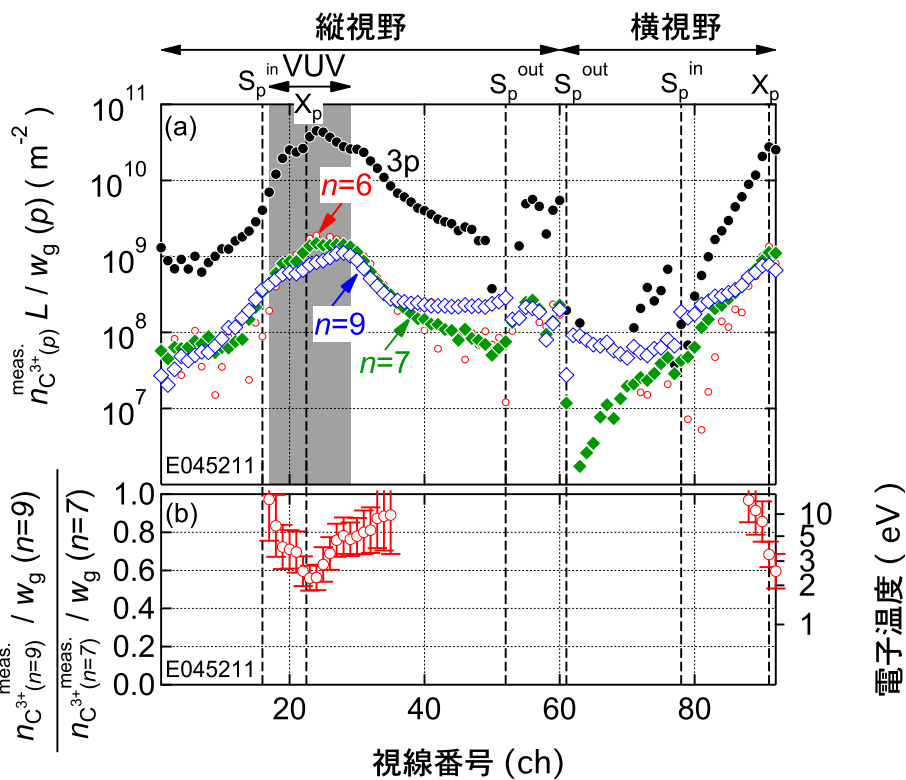 縦視野 横視野
S_p^in VUV S_p^out S_p^out S_p^in X_p
X_p
(a)
3p
n=6
n=9
n=7
E045211
10^11
10^10
10^9
10^8
10^7
n_C^3+(p)^meas. L / w_g (p) ( m^-2 )
(b)
E045211
1.0
0.8
0.6
0.4
0.2
0.0
n_C^3+(n=9)^meas. / w_g (n=9)
n_C^3+(n=7)^meas. / w_g (n=7)
10
5
3
2
1
電子温度 ( eV )
20 40 60 80
視線番号 (ch)